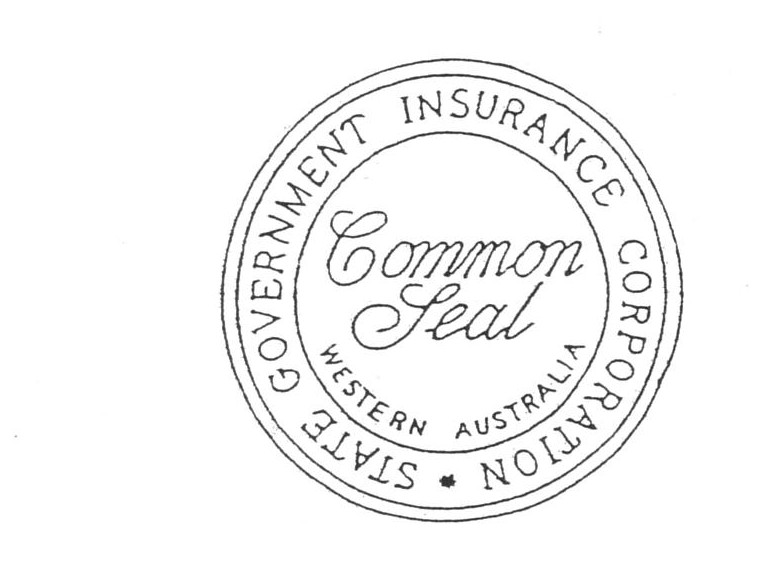 STATE GOVERNMENT INSURANCE CORPORATION
Common
Seal
WESTERN AUSTRALIA